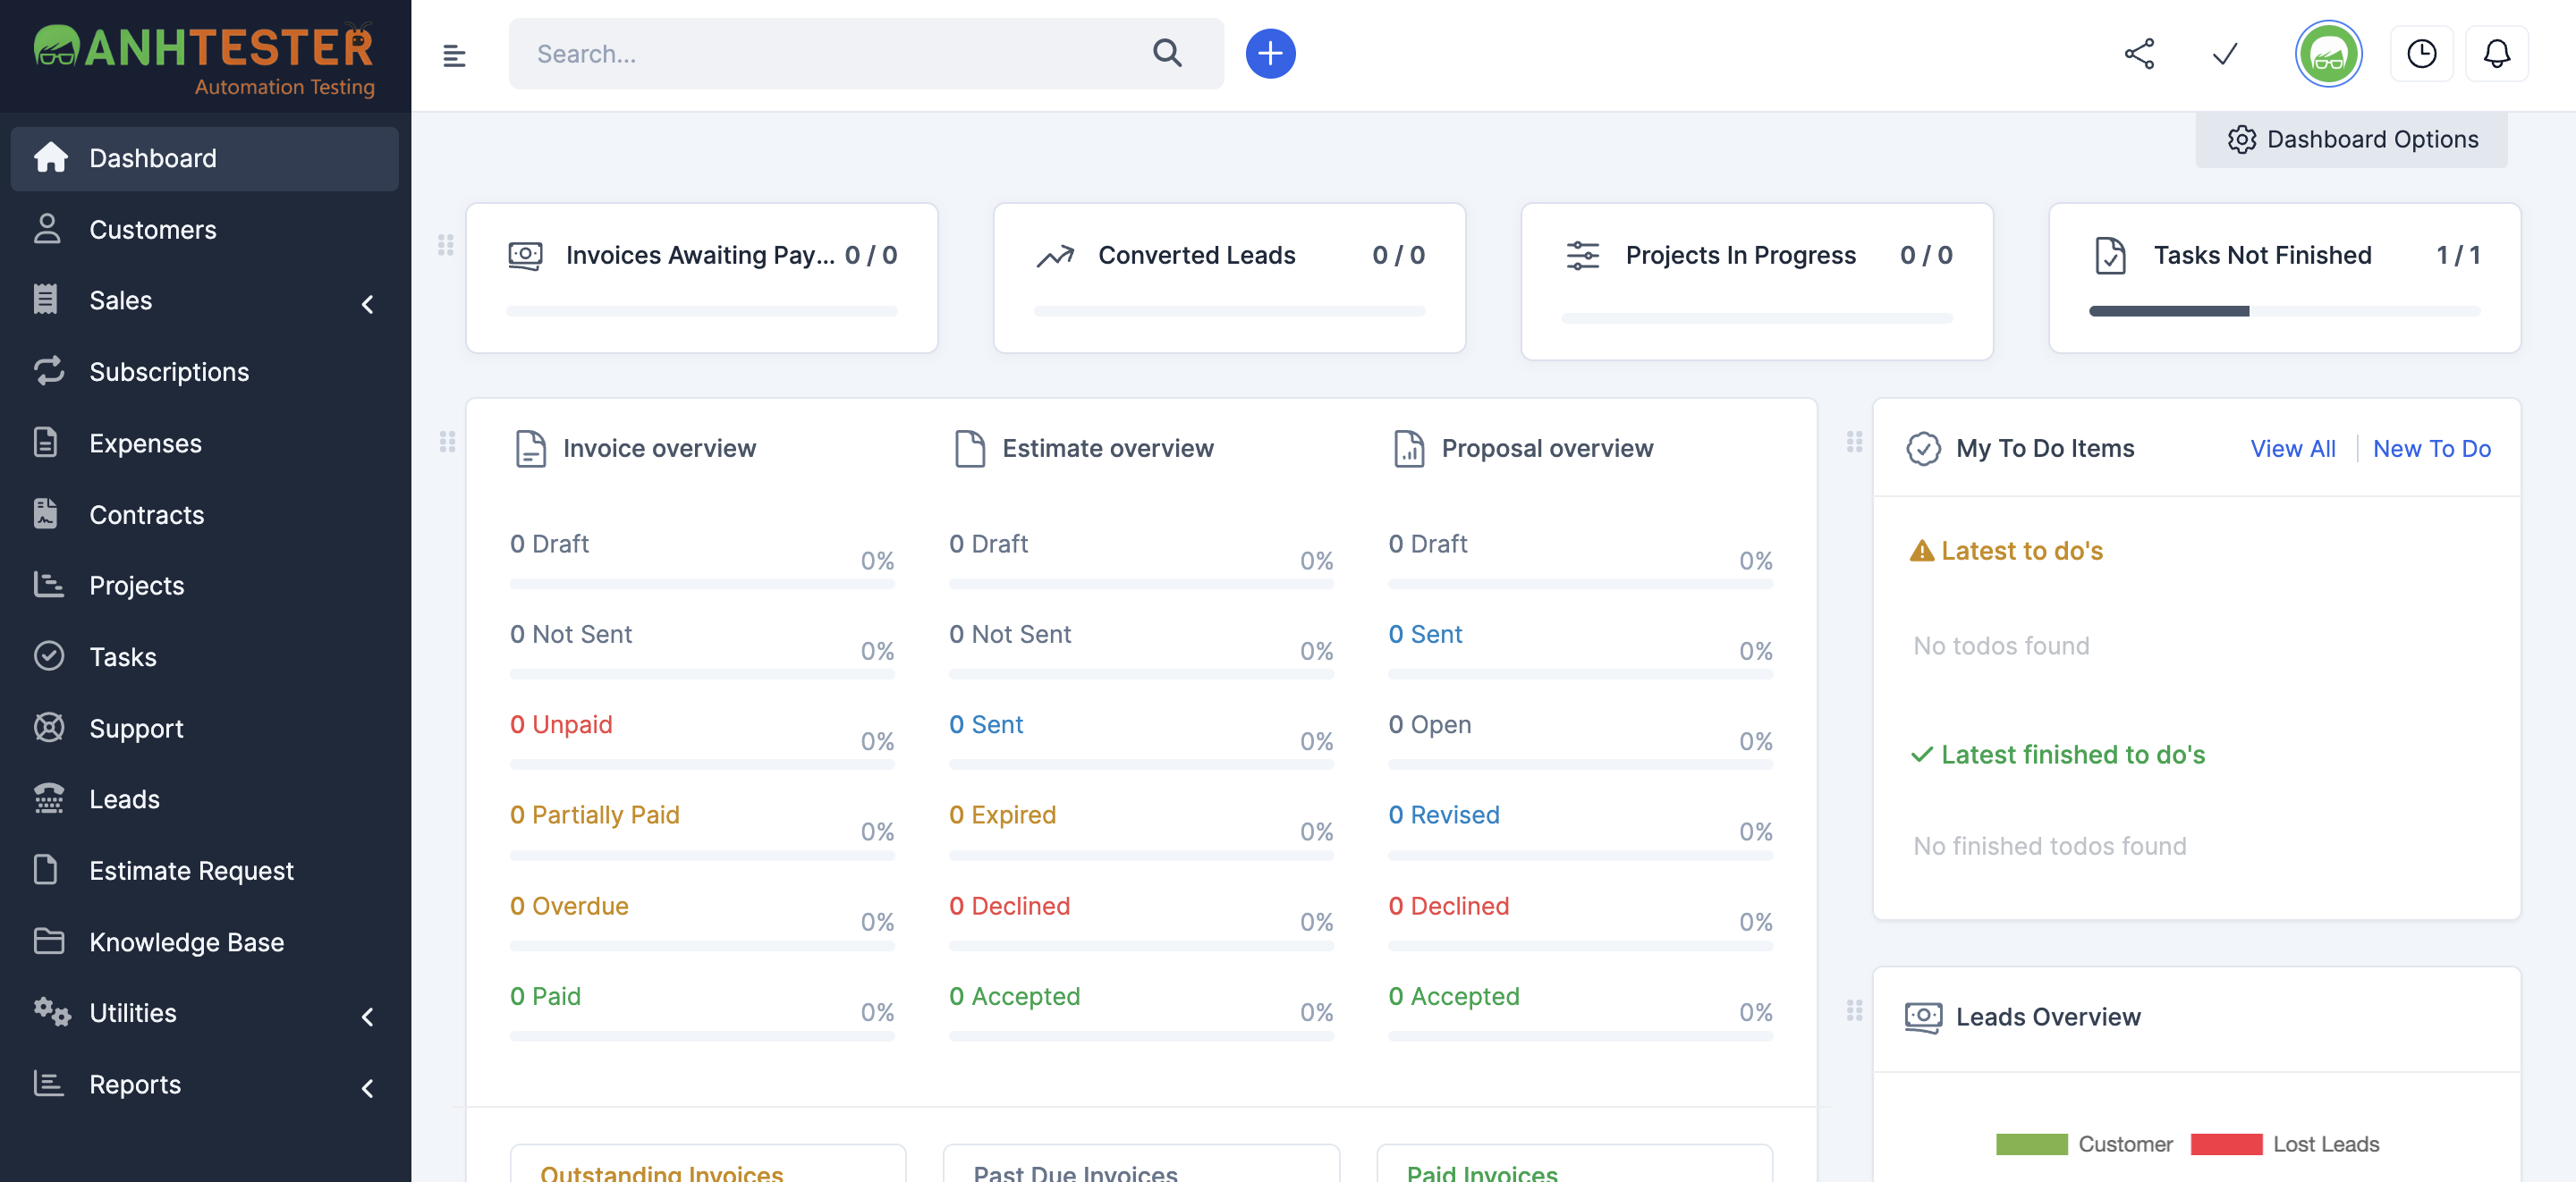 ANHTESTER
Automation Testing
Search...
Dashboard Options
Dashboard
Customers
Sales
Subscriptions
Expenses
Contracts
Projects
Tasks
Support
Leads
Estimate Request
Knowledge Base
Utilities
Reports
Invoices Awaiting Pay... 0 / 0
Converted Leads 0 / 0
Projects In Progress 0 / 0
Tasks Not Finished 1 / 1
Invoice overview
0 Draft 0%
0 Not Sent 0%
0 Unpaid 0%
0 Partially Paid 0%
0 Overdue 0%
0 Paid 0%
Estimate overview
0 Draft 0%
0 Not Sent 0%
0 Sent 0%
0 Expired 0%
0 Declined 0%
0 Accepted 0%
Proposal overview
0 Draft 0%
0 Sent 0%
0 Open 0%
0 Revised 0%
0 Declined 0%
0 Accepted 0%
Outstanding Invoices
Past Due Invoices
Paid Invoices
My To Do Items View All New To Do
Latest to do's
No todos found
Latest finished to do's
No finished todos found
Leads Overview
Customer Lost Leads